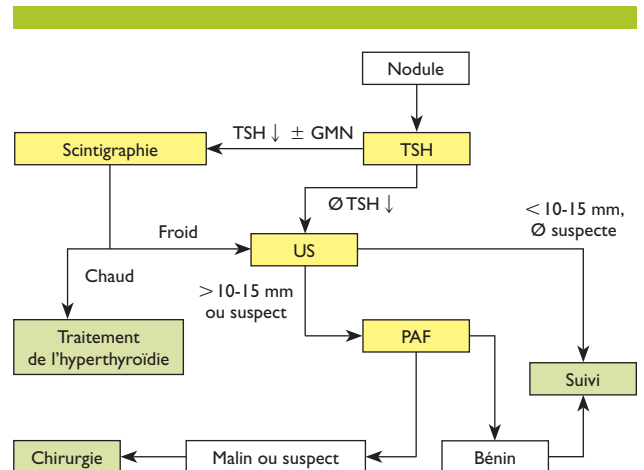 Nodule
TSH ↓ ± GMN
Scintigraphie
TSH
Ø TSH ↓
< 10-15 mm,
Ø suspecte
Froid
US
Chaud
> 10-15 mm
ou suspect
Traitement
de l’hyperthyroïdie
PAF
Suivi
Chirurgie
Malin ou suspect
Bénin